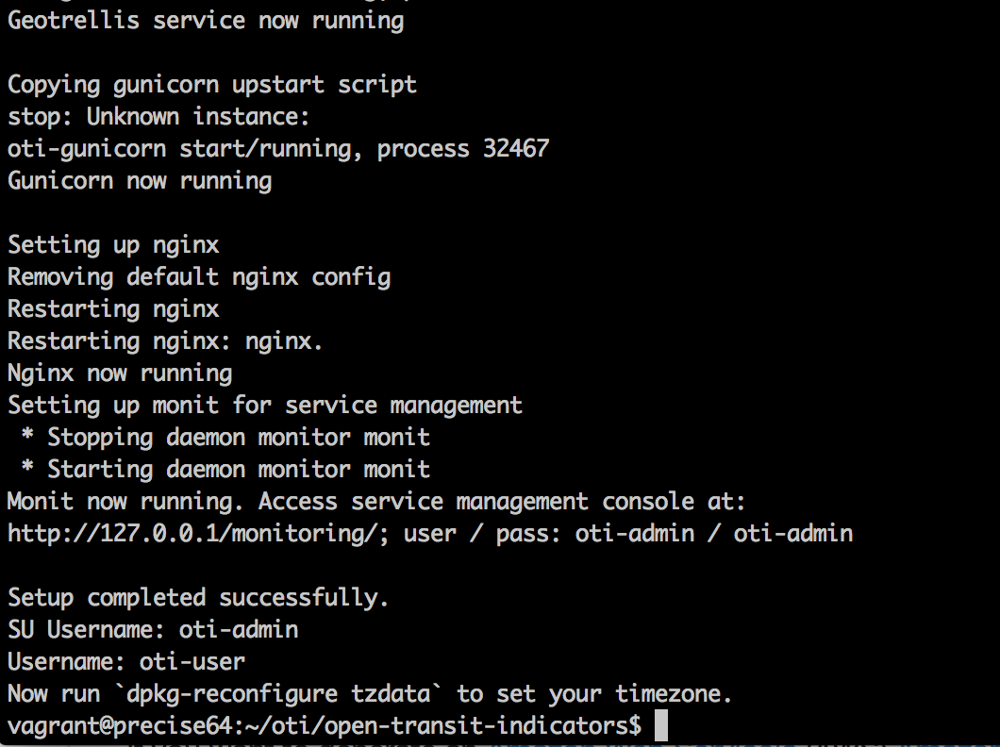 Geotrellis service now running
Copying gunicorn upstart script
stop: Unknown instance:
oti-gunicorn start/running, process 32467
Gunicorn now running
Setting up nginx
Removing default nginx config
Restarting nginx
Restarting nginx: nginx.
Nginx now running
Setting up monit for service management
 * Stopping daemon monitor monit
 * Starting daemon monitor monit
Monit now running. Access service management console at:
http://127.0.0.1/monitoring/; user / pass: oti-admin / oti-admin
Setup completed successfully.
SU Username: oti-admin
Username: oti-user
Now run `dpkg-reconfigure tzdata` to set your timezone.
vagrant@precise64:~/oti/open-transit-indicators$